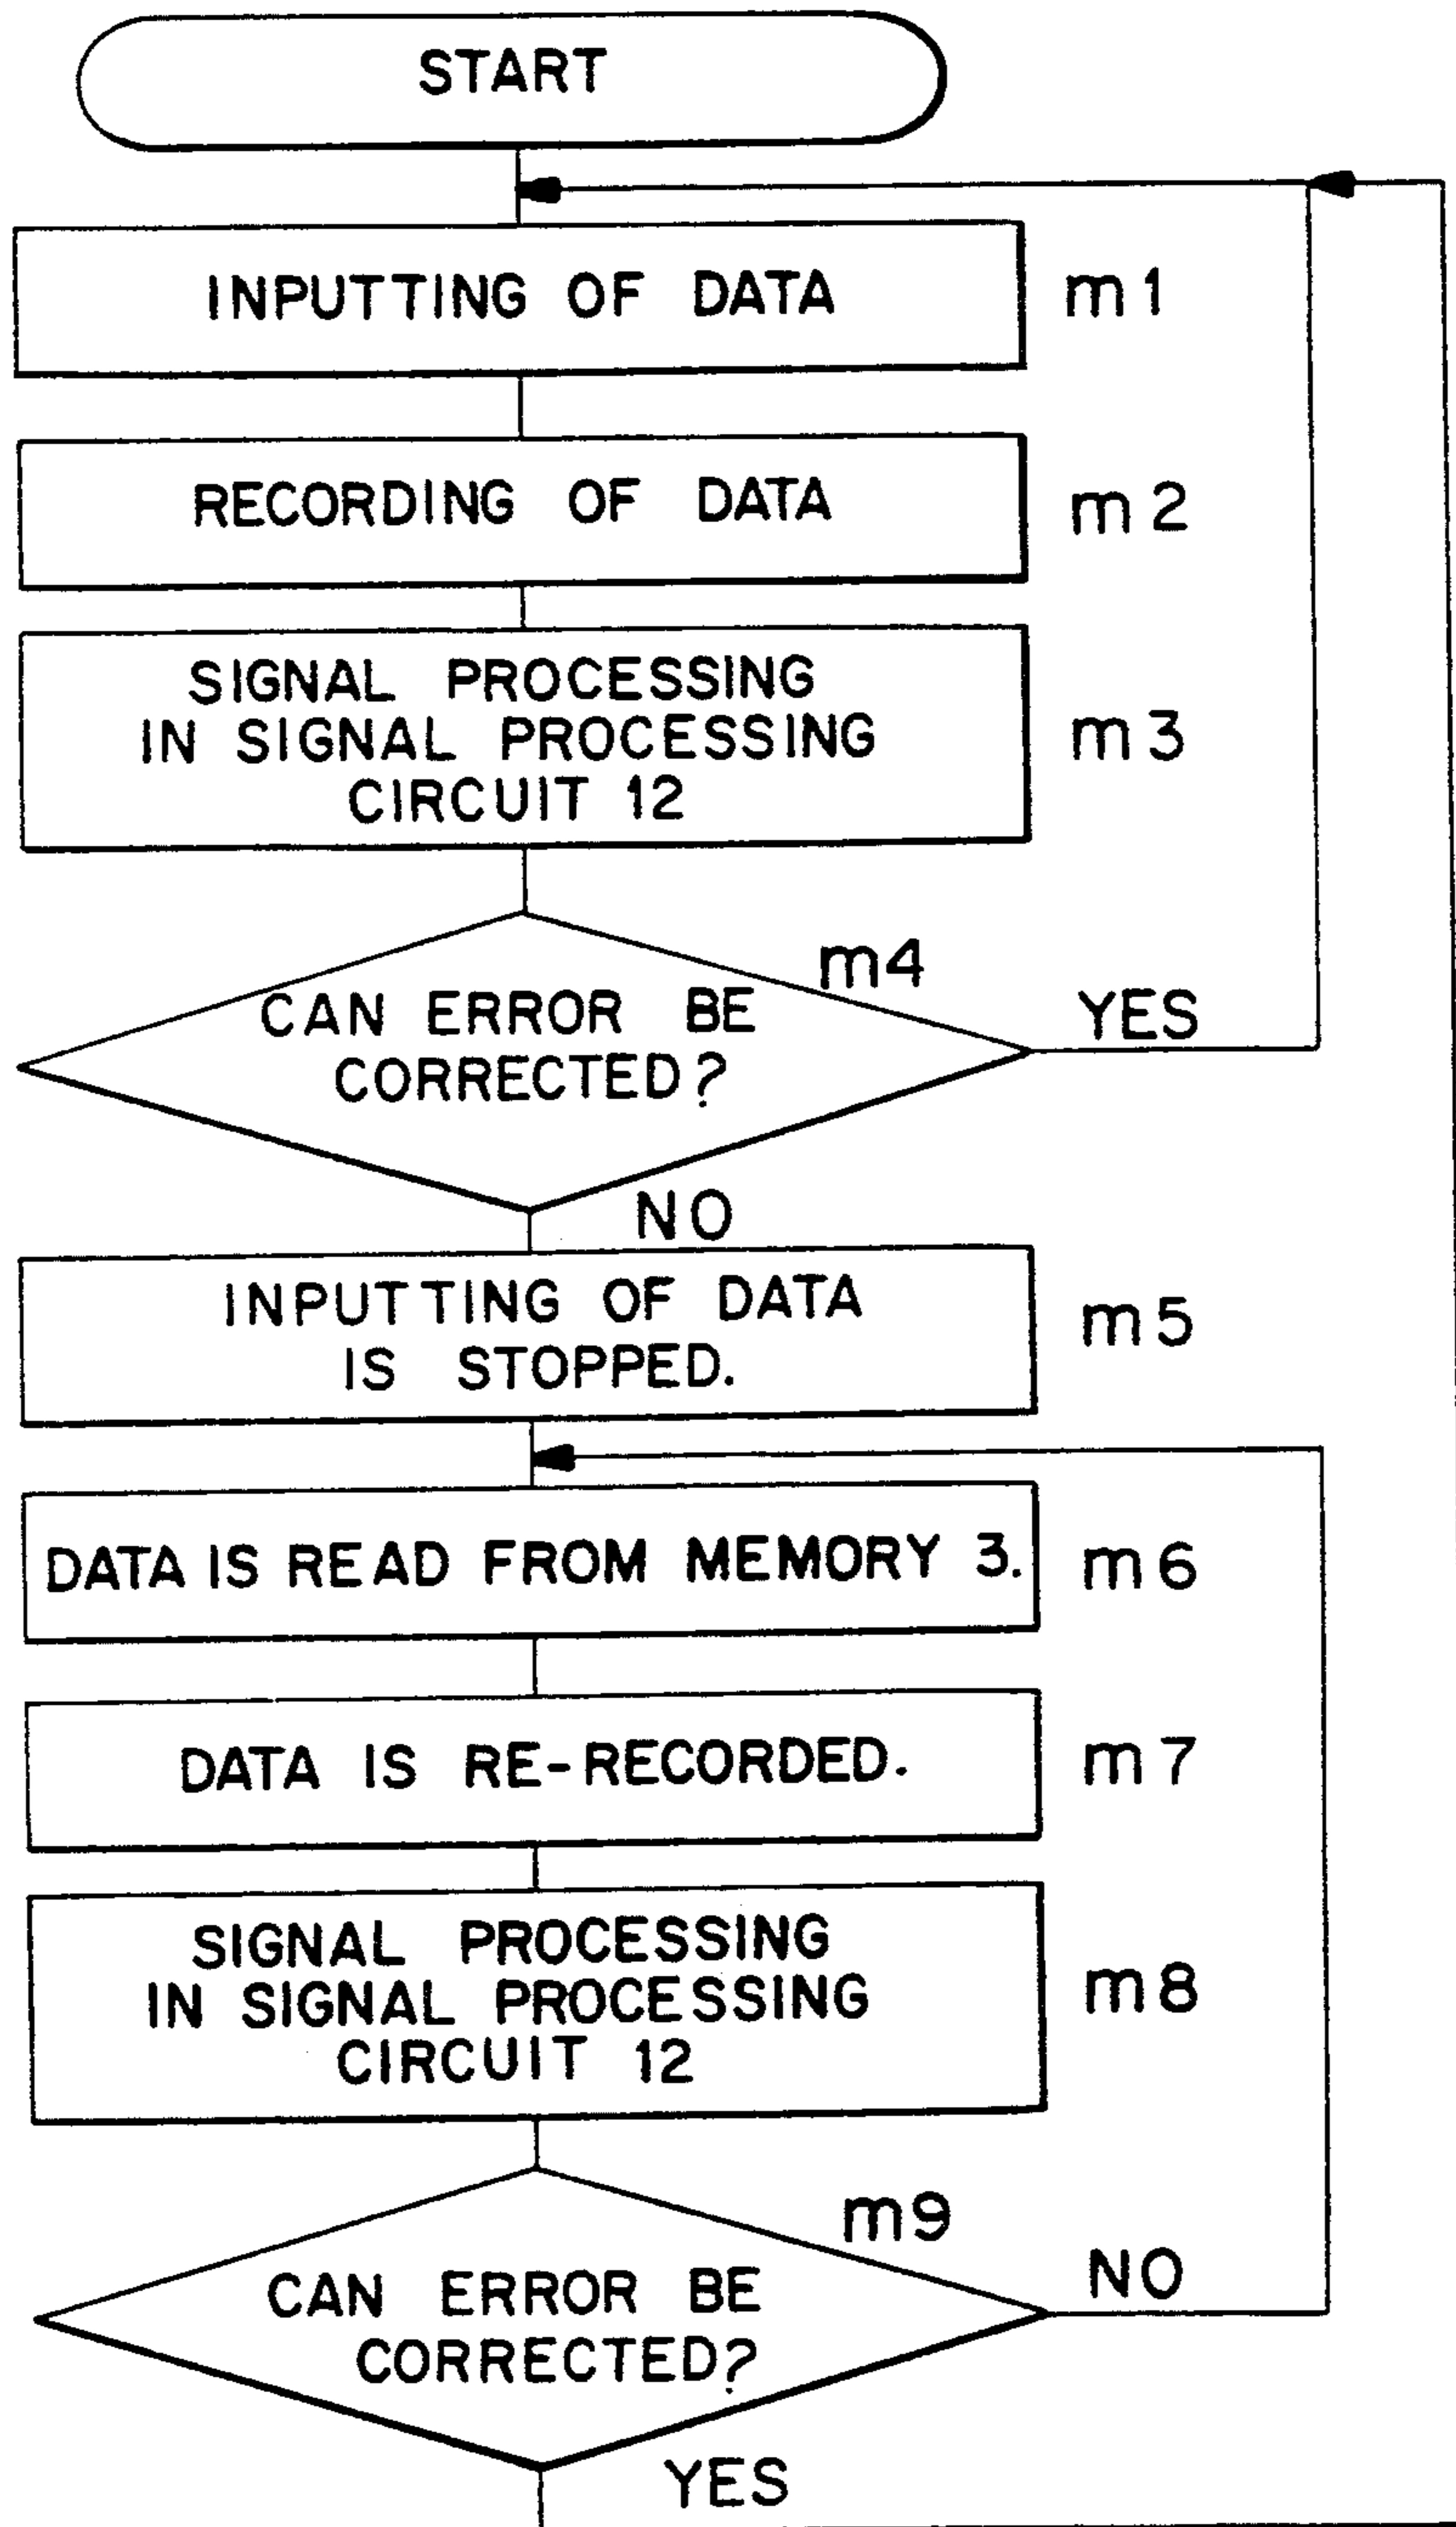 START
INPUTTING OF DATA m1
RECORDING OF DATA m2
SIGNAL PROCESSING
IN SIGNAL PROCESSING m3
CIRCUIT 12
m4
CAN ERROR BE YES
CORRECTED?
NO
INPUTTING OF DATA
IS STOPPED. m5
DATA IS READ FROM MEMORY 3. m6
DATA IS RE-RECORDED. m7
SIGNAL PROCESSING
IN SIGNAL PROCESSING m8
CIRCUIT 12
m9
CAN ERROR BE NO
CORRECTED?
YES